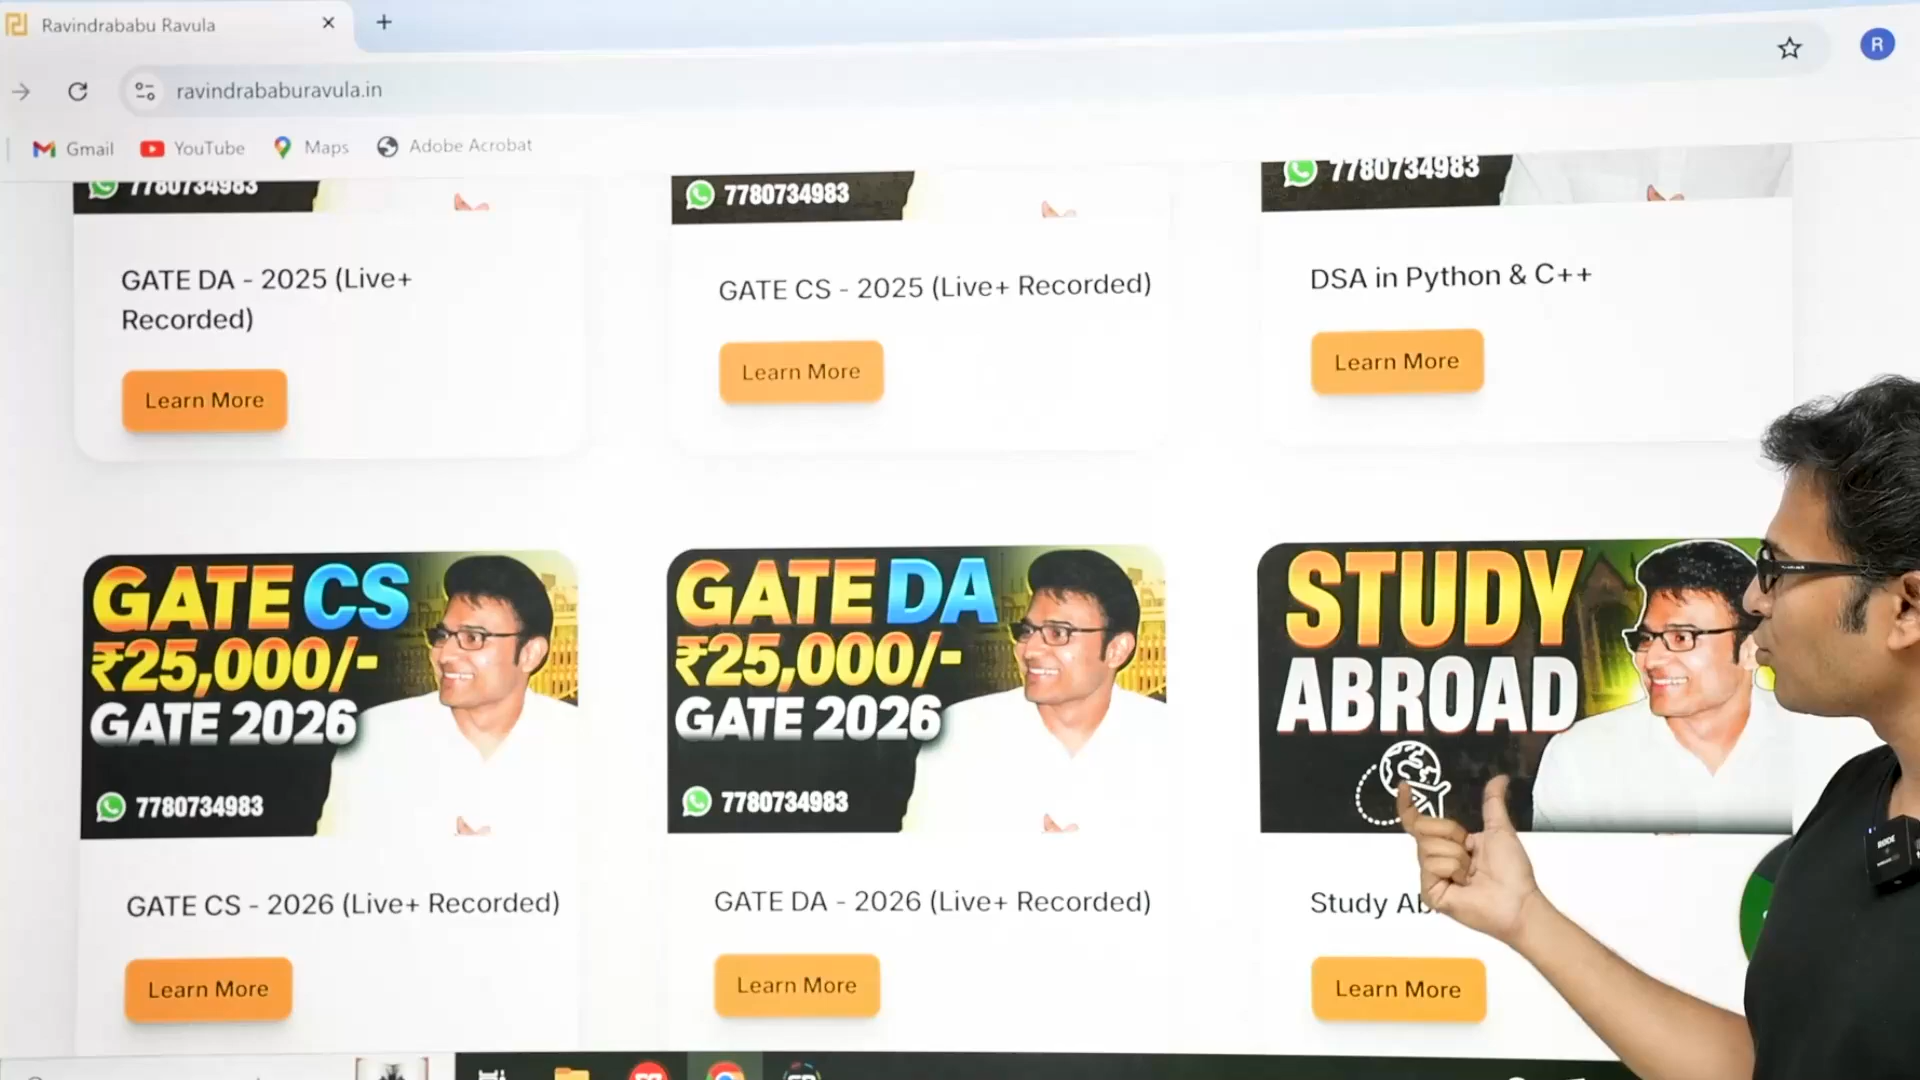 Ravindrababu Ravula
R
ravindrababuravula.in
Gmail
YouTube
Maps
Adobe Acrobat
7780734983
7780734983
7780734983
GATE DA - 2025 (Live+
Recorded)
Learn More
GATE CS - 2025 (Live+ Recorded)
Learn More
DSA in Python & C++
Learn More
GATE CS
₹25,000/-
GATE 2026
7780734983
GATE CS - 2026 (Live+ Recorded)
Learn More
GATE DA
₹25,000/-
GATE 2026
7780734983
GATE DA - 2026 (Live+ Recorded)
Learn More
STUDY
ABROAD
Study
Learn More
RØDE